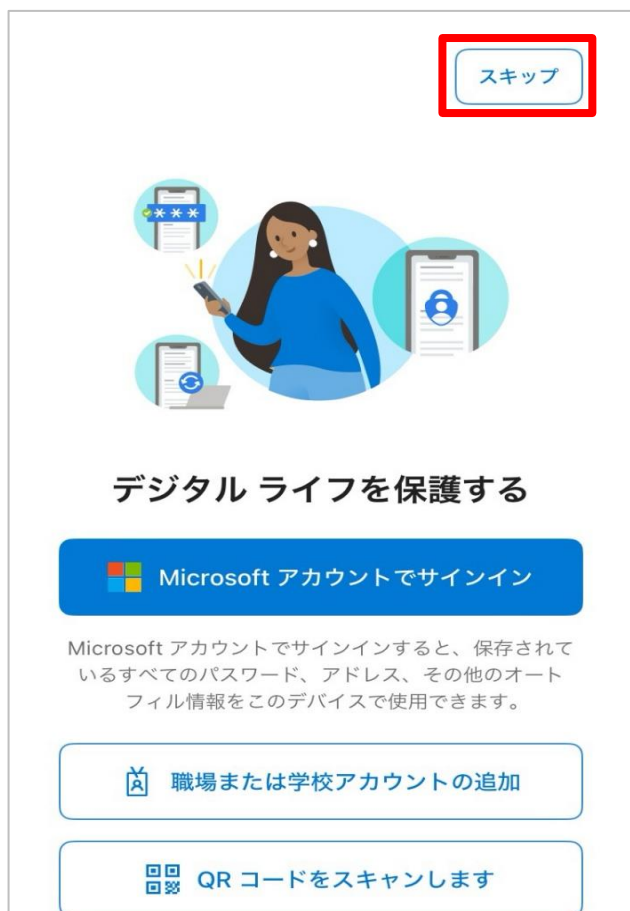 スキップ
***
デジタル ライフを保護する
Microsoft アカウントでサインイン
Microsoft アカウントでサインインすると、保存されて
いるすべてのパスワード、アドレス、その他のオート
フィル情報をこのデバイスで使用できます。
職場または学校アカウントの追加
QR コードをスキャンします